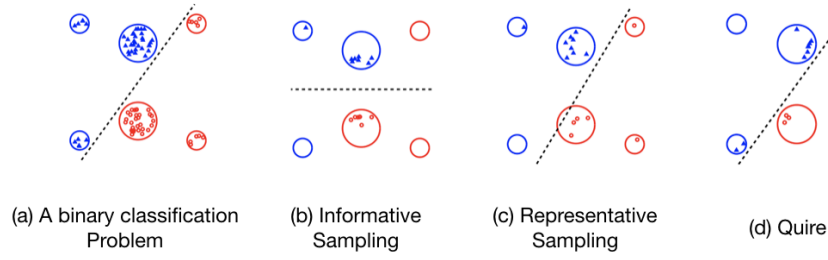 (a) A binary classification
Problem
(b) Informative
Sampling
(c) Representative
Sampling
(d) Quire